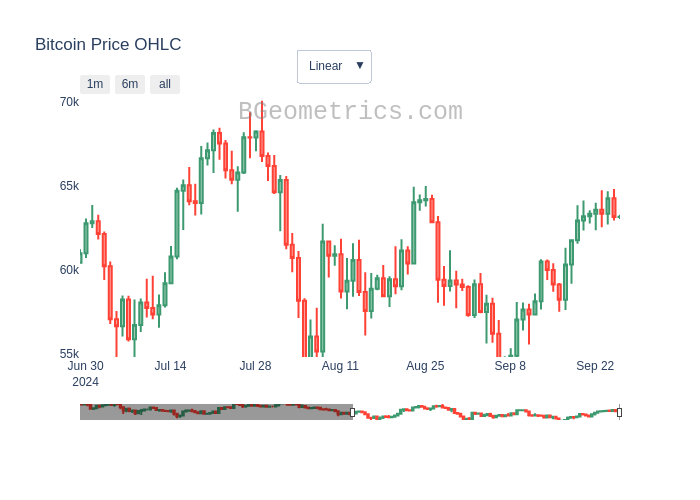 Bitcoin Price OHLC
Linear ▼
1m 6m all
BGeometrics.com
70k
65k
60k
55k
Jun 30 Jul 14 Jul 28 Aug 11 Aug 25 Sep 8 Sep 22
2024